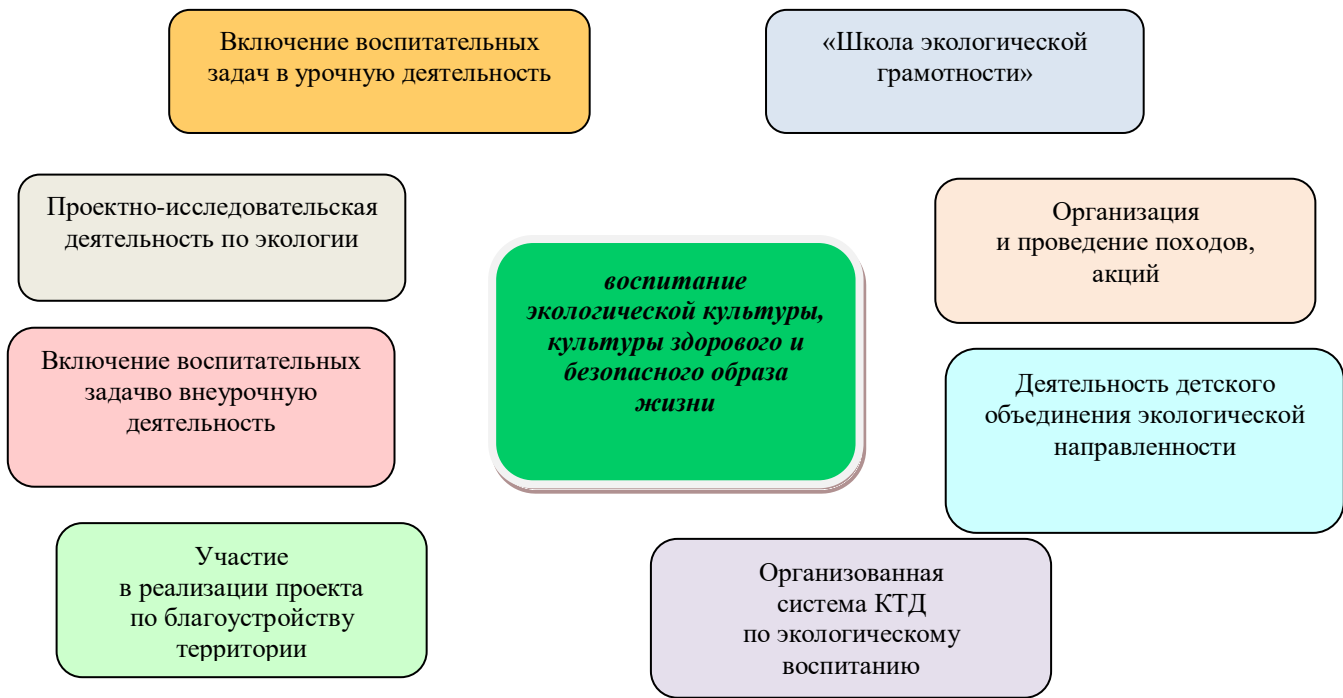 Включение воспитательных
задач в урочную деятельность
«Школа экологической
грамотности»
Проектно-исследовательская
деятельность по экологии
Организация
и проведение походов,
акций
воспитание
экологической культуры,
культуры здорового и
безопасного образа
жизни
Включение воспитательных
задачво внеурочную
деятельность
Деятельность детского
объединения экологической
направленности
Участие
в реализации проекта
по благоустройству
территории
Организованная
система КТД
по экологическому
воспитанию